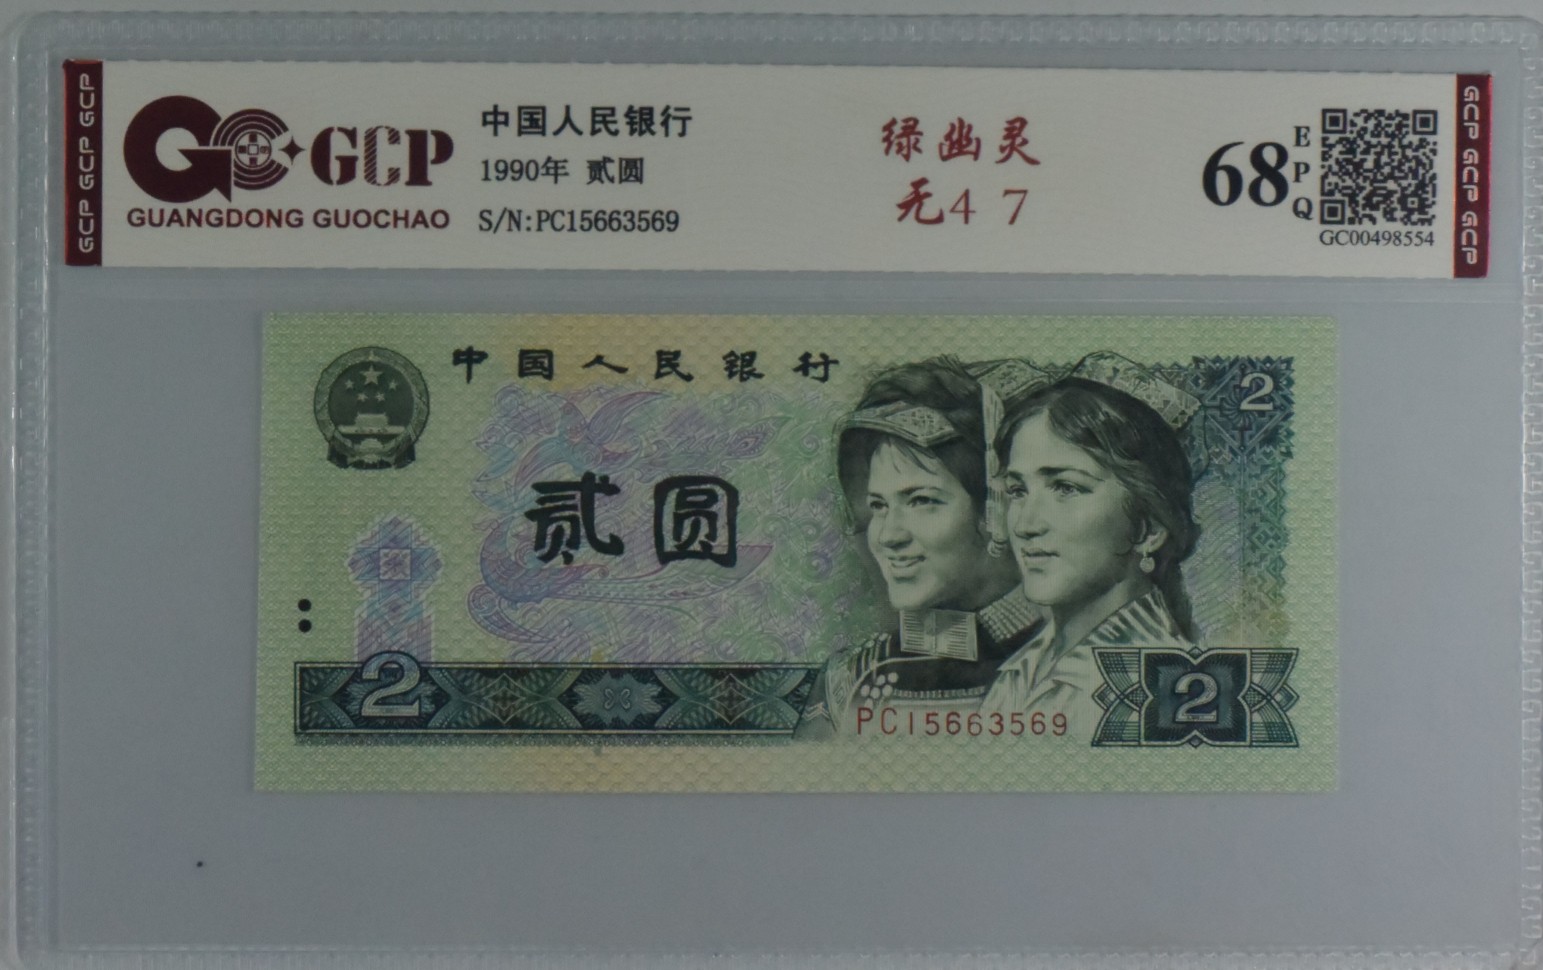 GCP GCP GCP
GCP
GUANGDONG GUOCHAO
中国人民银行
1990年 贰圆
S/N:PC15663569
绿幽灵
无47
68
EPQ
GC00498554
GCP GCP GCP
中国人民银行
2
贰圆
2
PC15663569
2